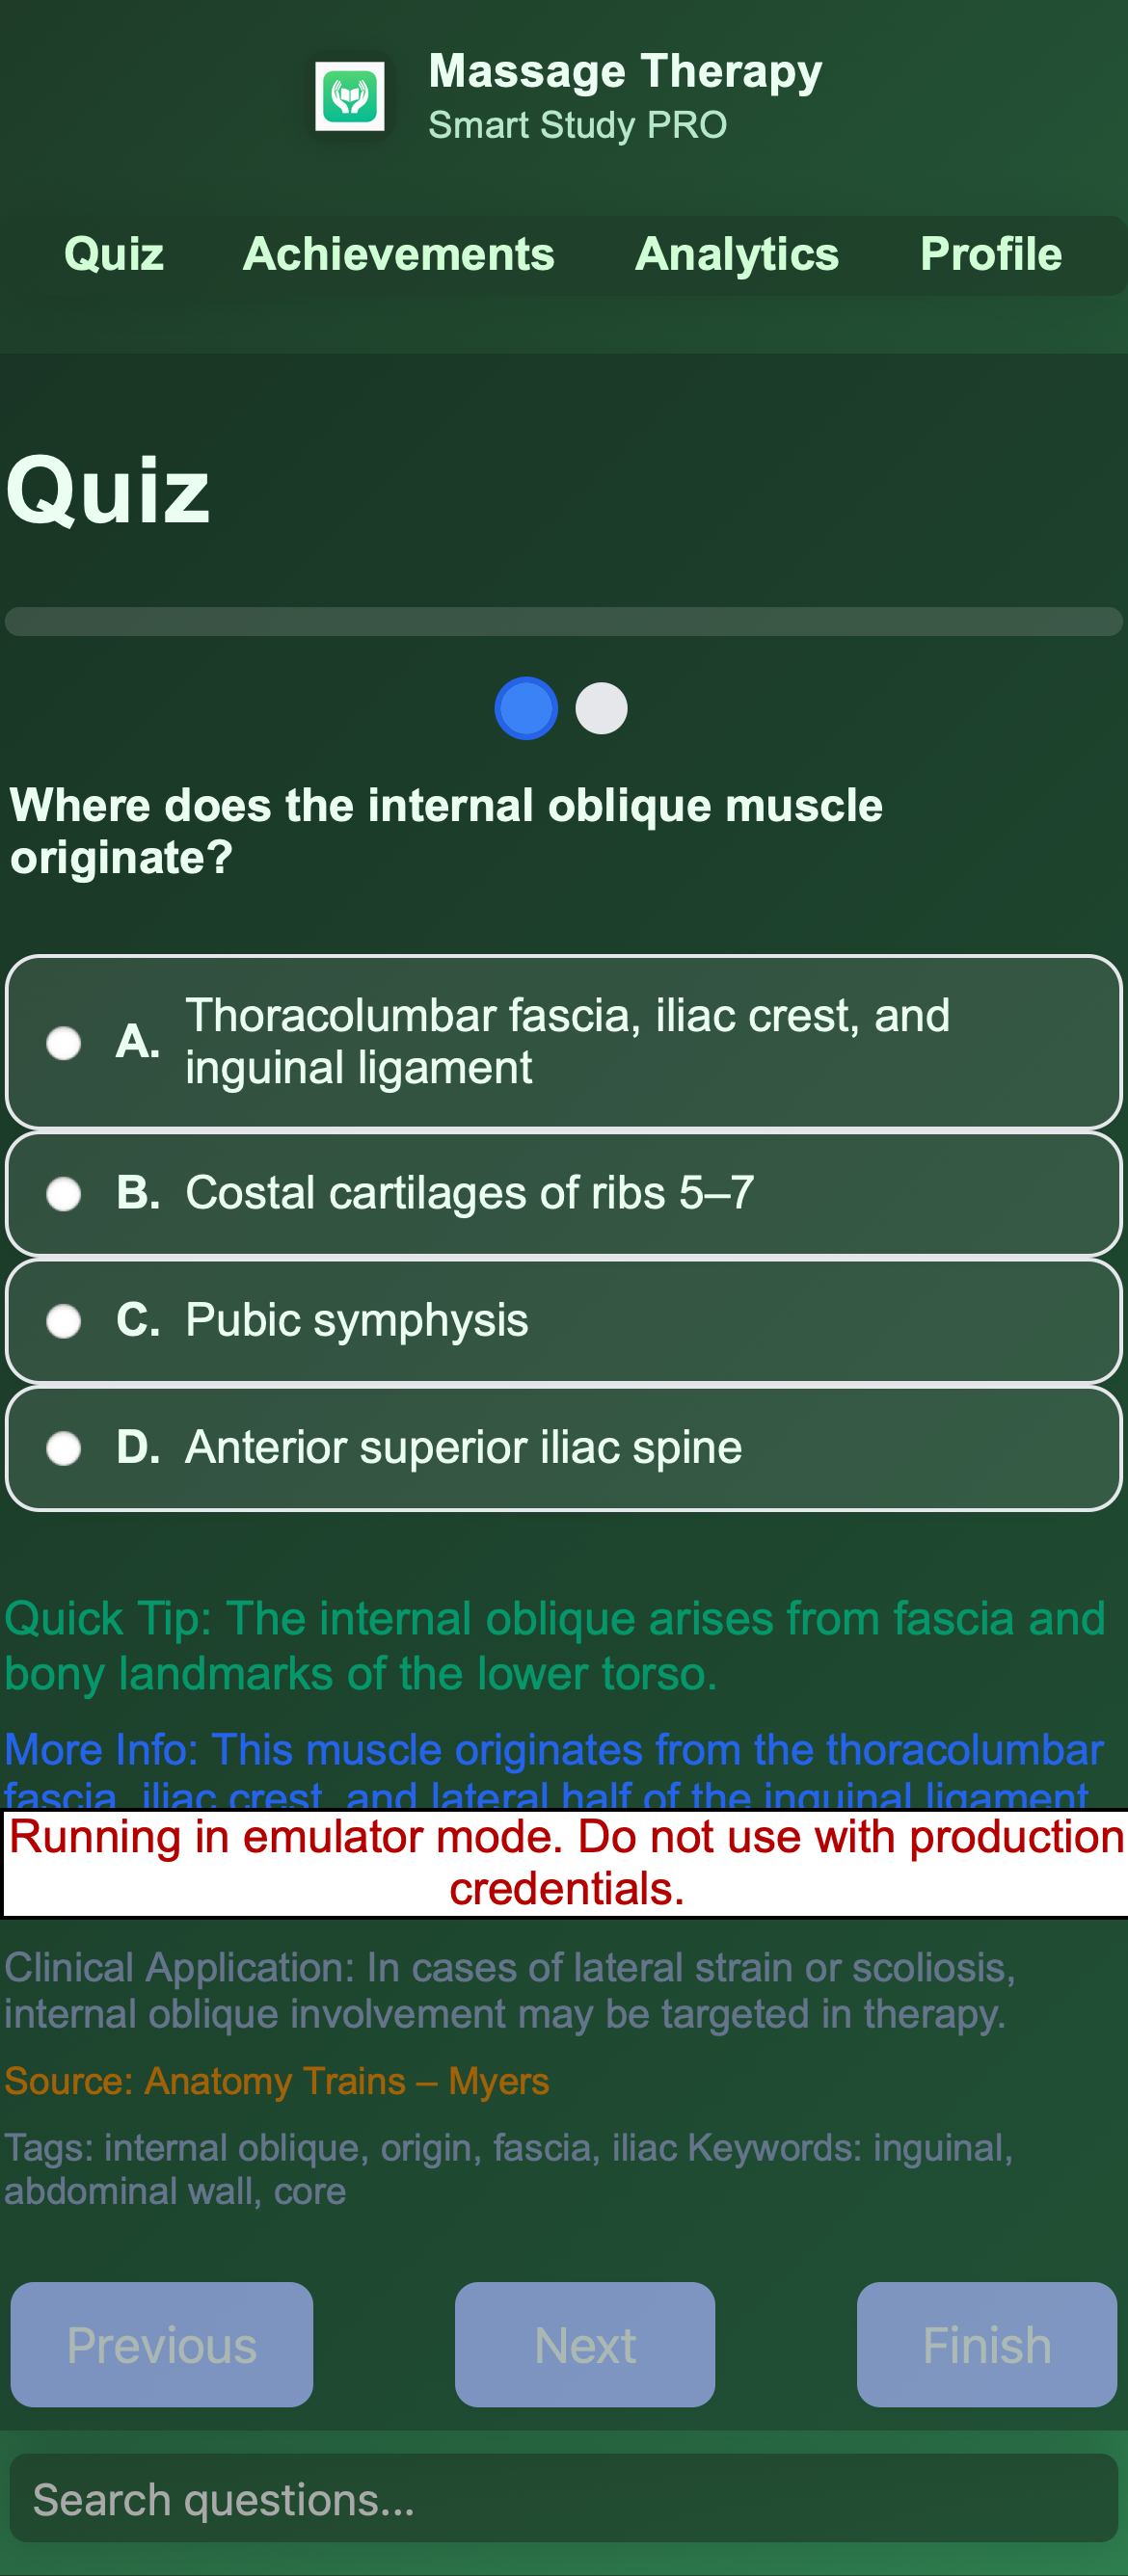 Massage Therapy
Smart Study PRO
Quiz Achievements Analytics Profile
Quiz
Where does the internal oblique muscle
originate?
A. Thoracolumbar fascia, iliac crest, and
inguinal ligament
B. Costal cartilages of ribs 5–7
C. Pubic symphysis
D. Anterior superior iliac spine
Quick Tip: The internal oblique arises from fascia and
bony landmarks of the lower torso.
More Info: This muscle originates from the thoracolumbar
fascia, iliac crest, and lateral half of the inguinal ligament
Running in emulator mode. Do not use with production
credentials.
Clinical Application: In cases of lateral strain or scoliosis,
internal oblique involvement may be targeted in therapy.
Source: Anatomy Trains – Myers
Tags: internal oblique, origin, fascia, iliac Keywords: inguinal,
abdominal wall, core
Previous Next Finish
Search questions...